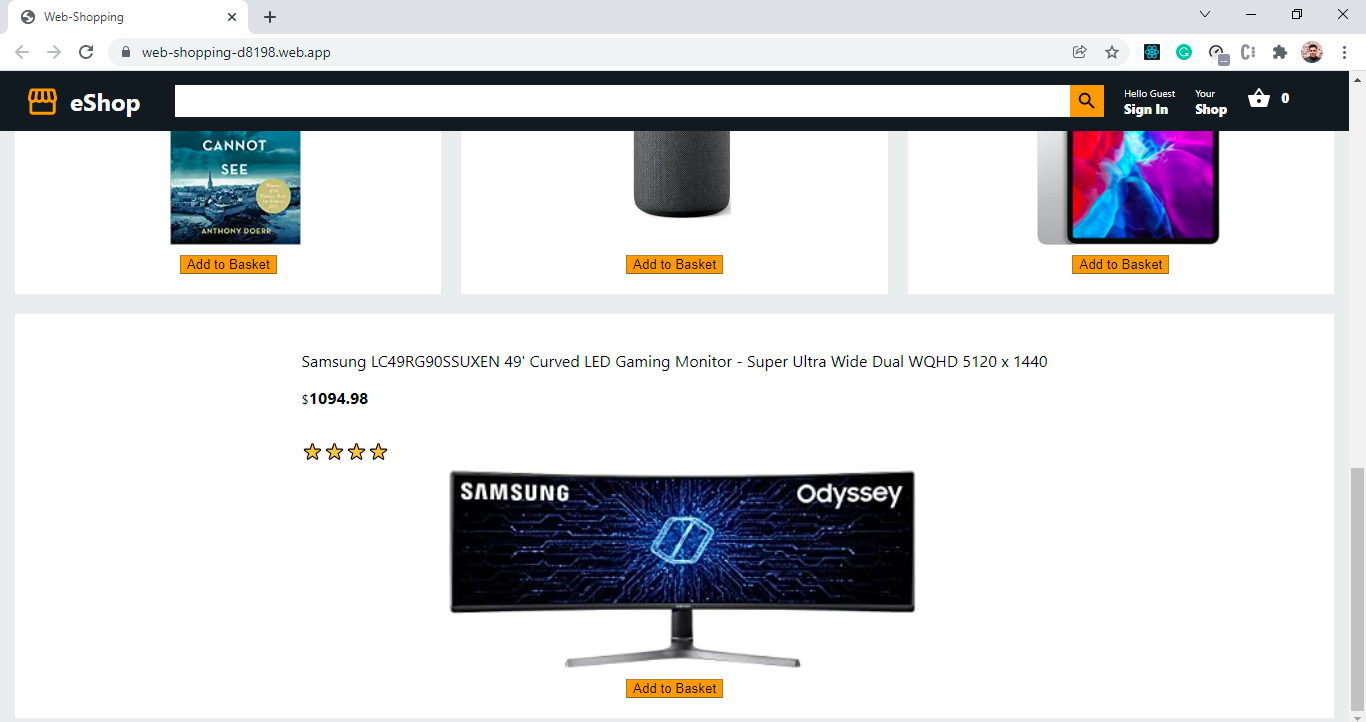 Web-Shopping
web-shopping-d8198.web.app
eShop
Hello Guest
Sign In
Your
Shop
0
CANNOT
SEE
ANTHONY DOERR
Add to Basket
Add to Basket
Add to Basket
Samsung LC49RG90SSUXEN 49' Curved LED Gaming Monitor - Super Ultra Wide Dual WQHD 5120 x 1440
$1094.98
SAMSUNG
Odyssey
Add to Basket